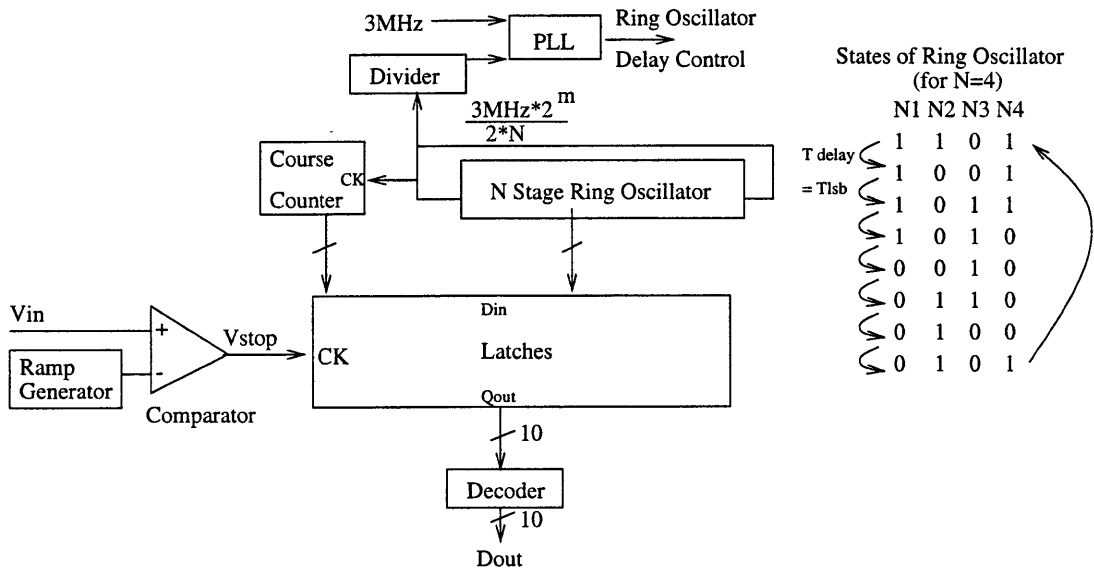 3MHz
PLL
Ring Oscillator
Delay Control
Divider
3MHz*2^m
2*N
Course
Counter
CK
N Stage Ring Oscillator
Vin
+
-
Ramp
Generator
Vstop
Comparator
CK
Din
Latches
Qout
10
Decoder
10
Dout
States of Ring Oscillator
(for N=4)
N1 N2 N3 N4
T delay
= Tlsb
1 1 0 1
1 0 0 1
1 0 1 1
1 0 1 0
0 0 1 0
0 1 1 0
0 1 0 0
0 1 0 1